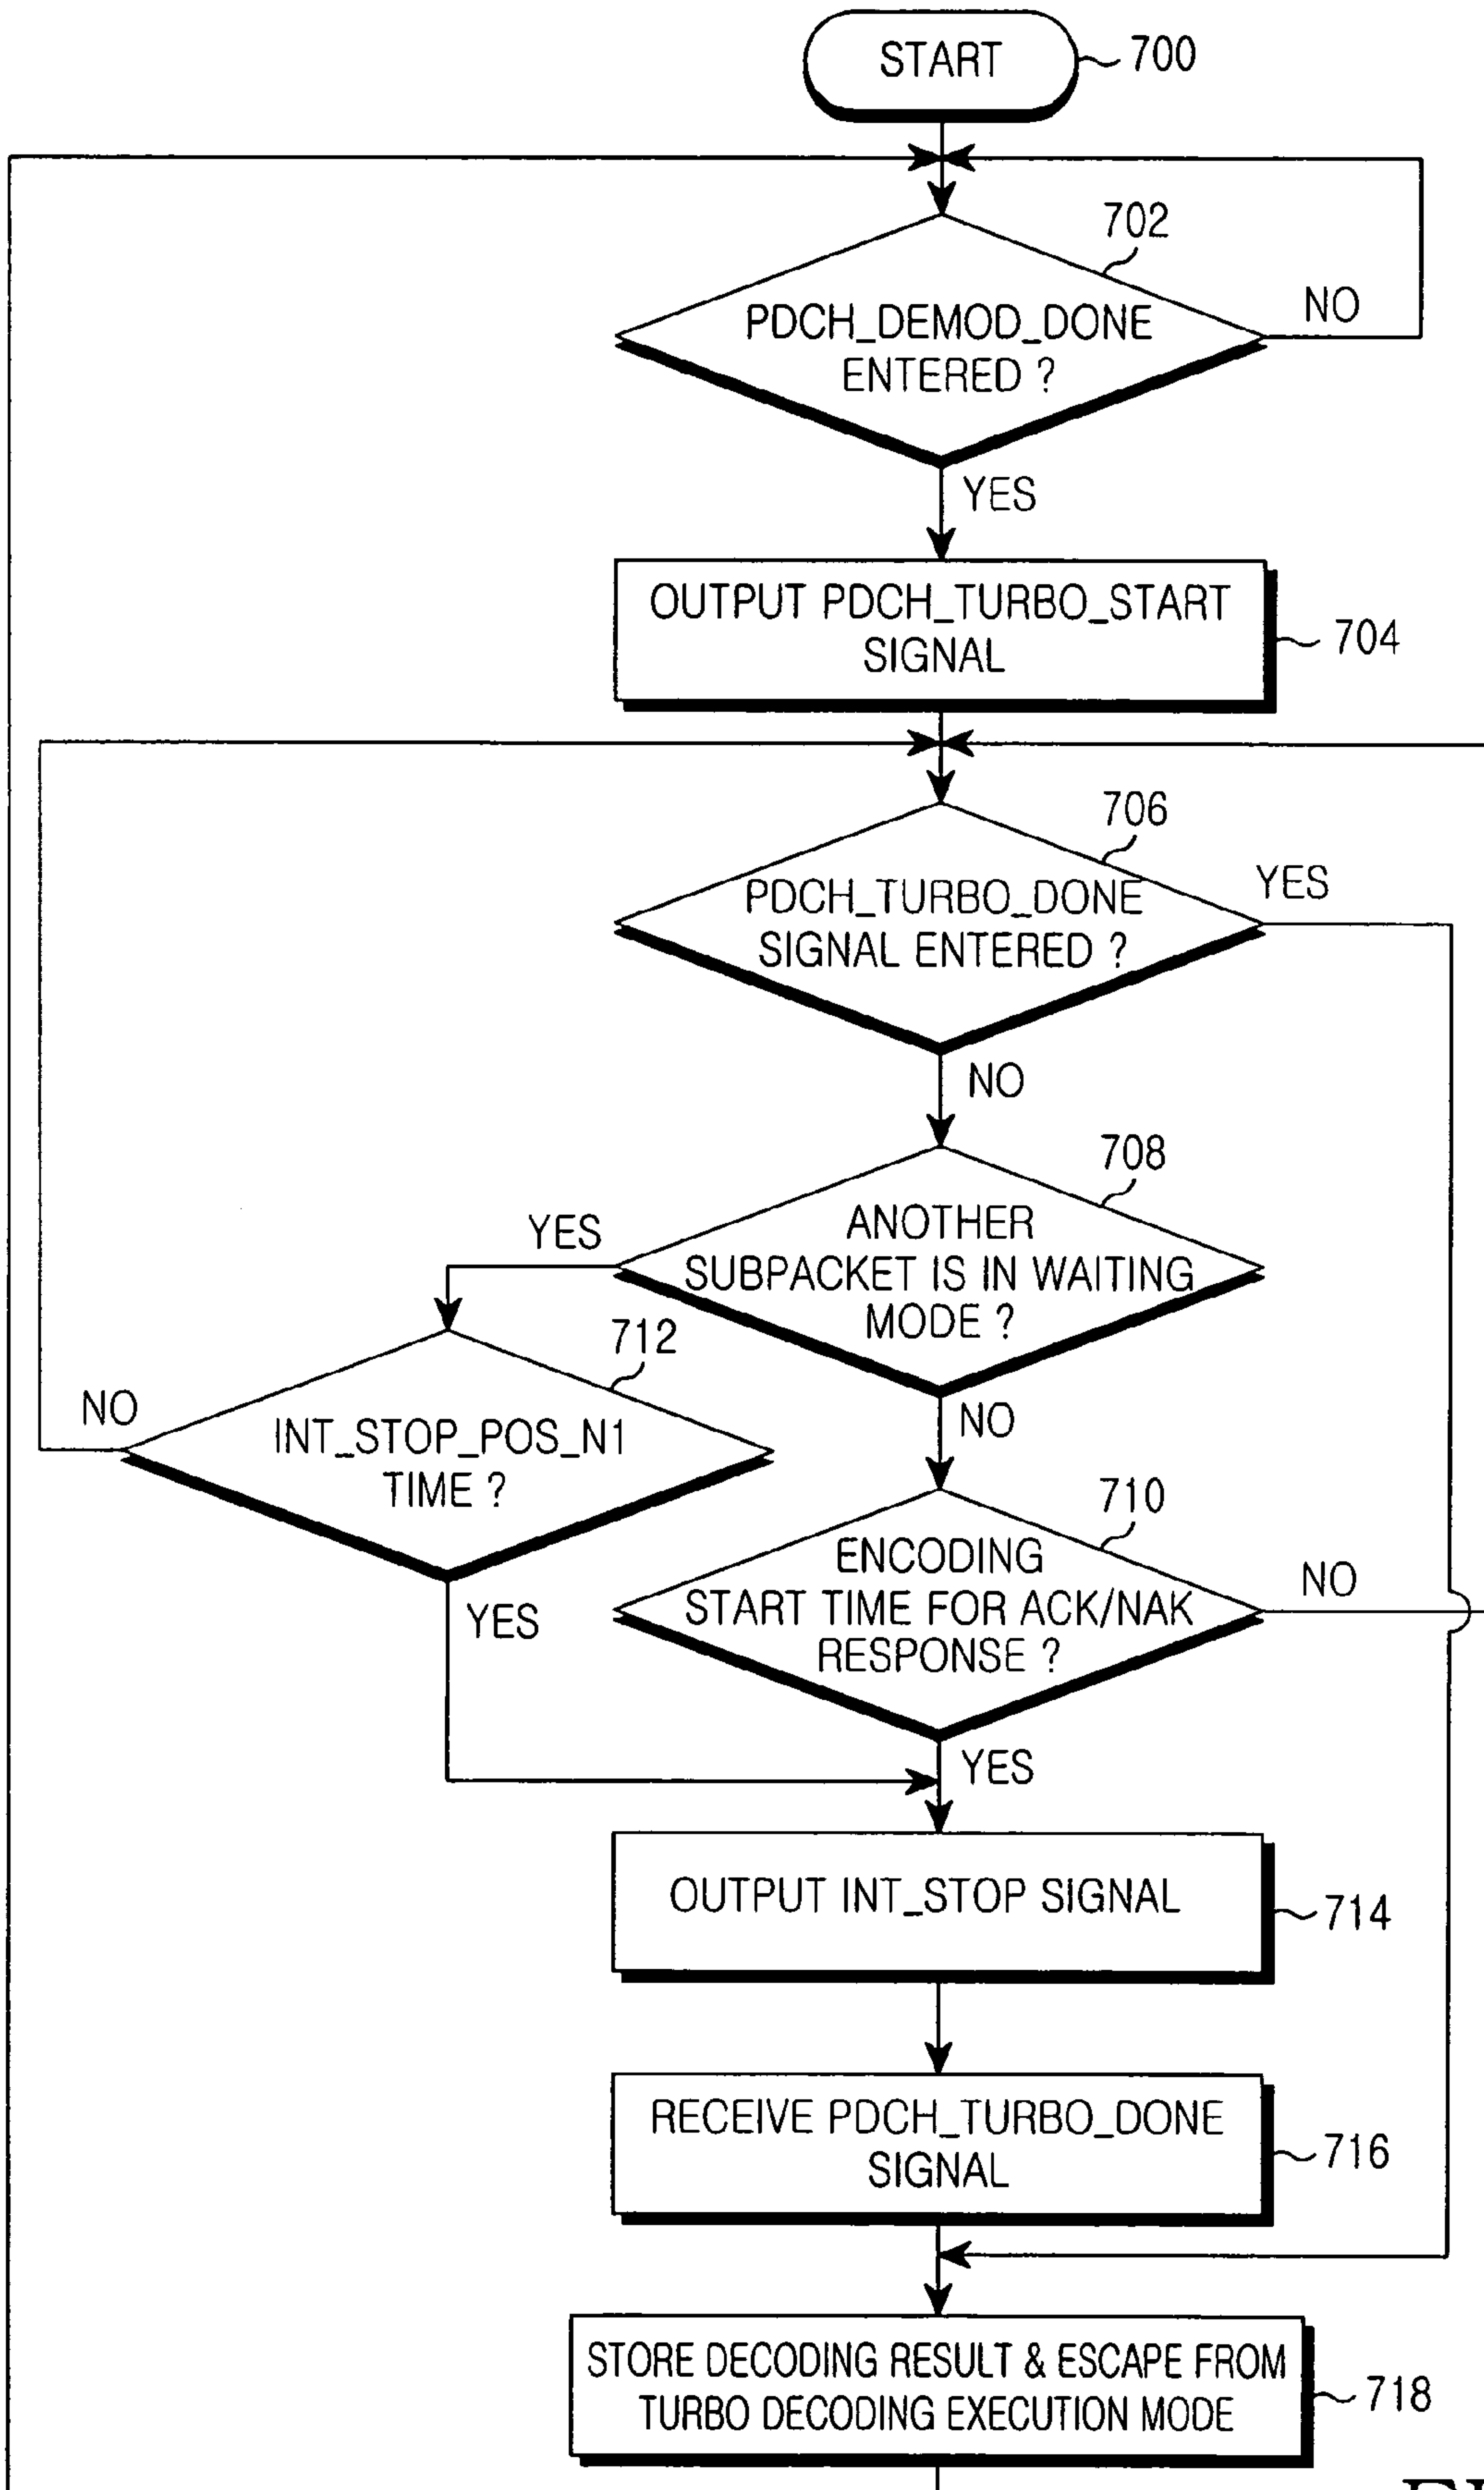 START
700
702
PDCH_DEMOD_DONE
ENTERED ?
NO
YES
OUTPUT PDCH_TURBO_START
SIGNAL
704
706
PDCH_TURBO_DONE
SIGNAL ENTERED ?
YES
NO
708
ANOTHER
SUBPACKET IS IN WAITING
MODE ?
YES
712
INT_STOP_POS_N1
TIME ?
NO
YES
NO
710
ENCODING
START TIME FOR ACK/NAK
RESPONSE ?
NO
YES
OUTPUT INT_STOP SIGNAL
714
RECEIVE PDCH_TURBO_DONE
SIGNAL
716
STORE DECODING RESULT & ESCAPE FROM
TURBO DECODING EXECUTION MODE
718